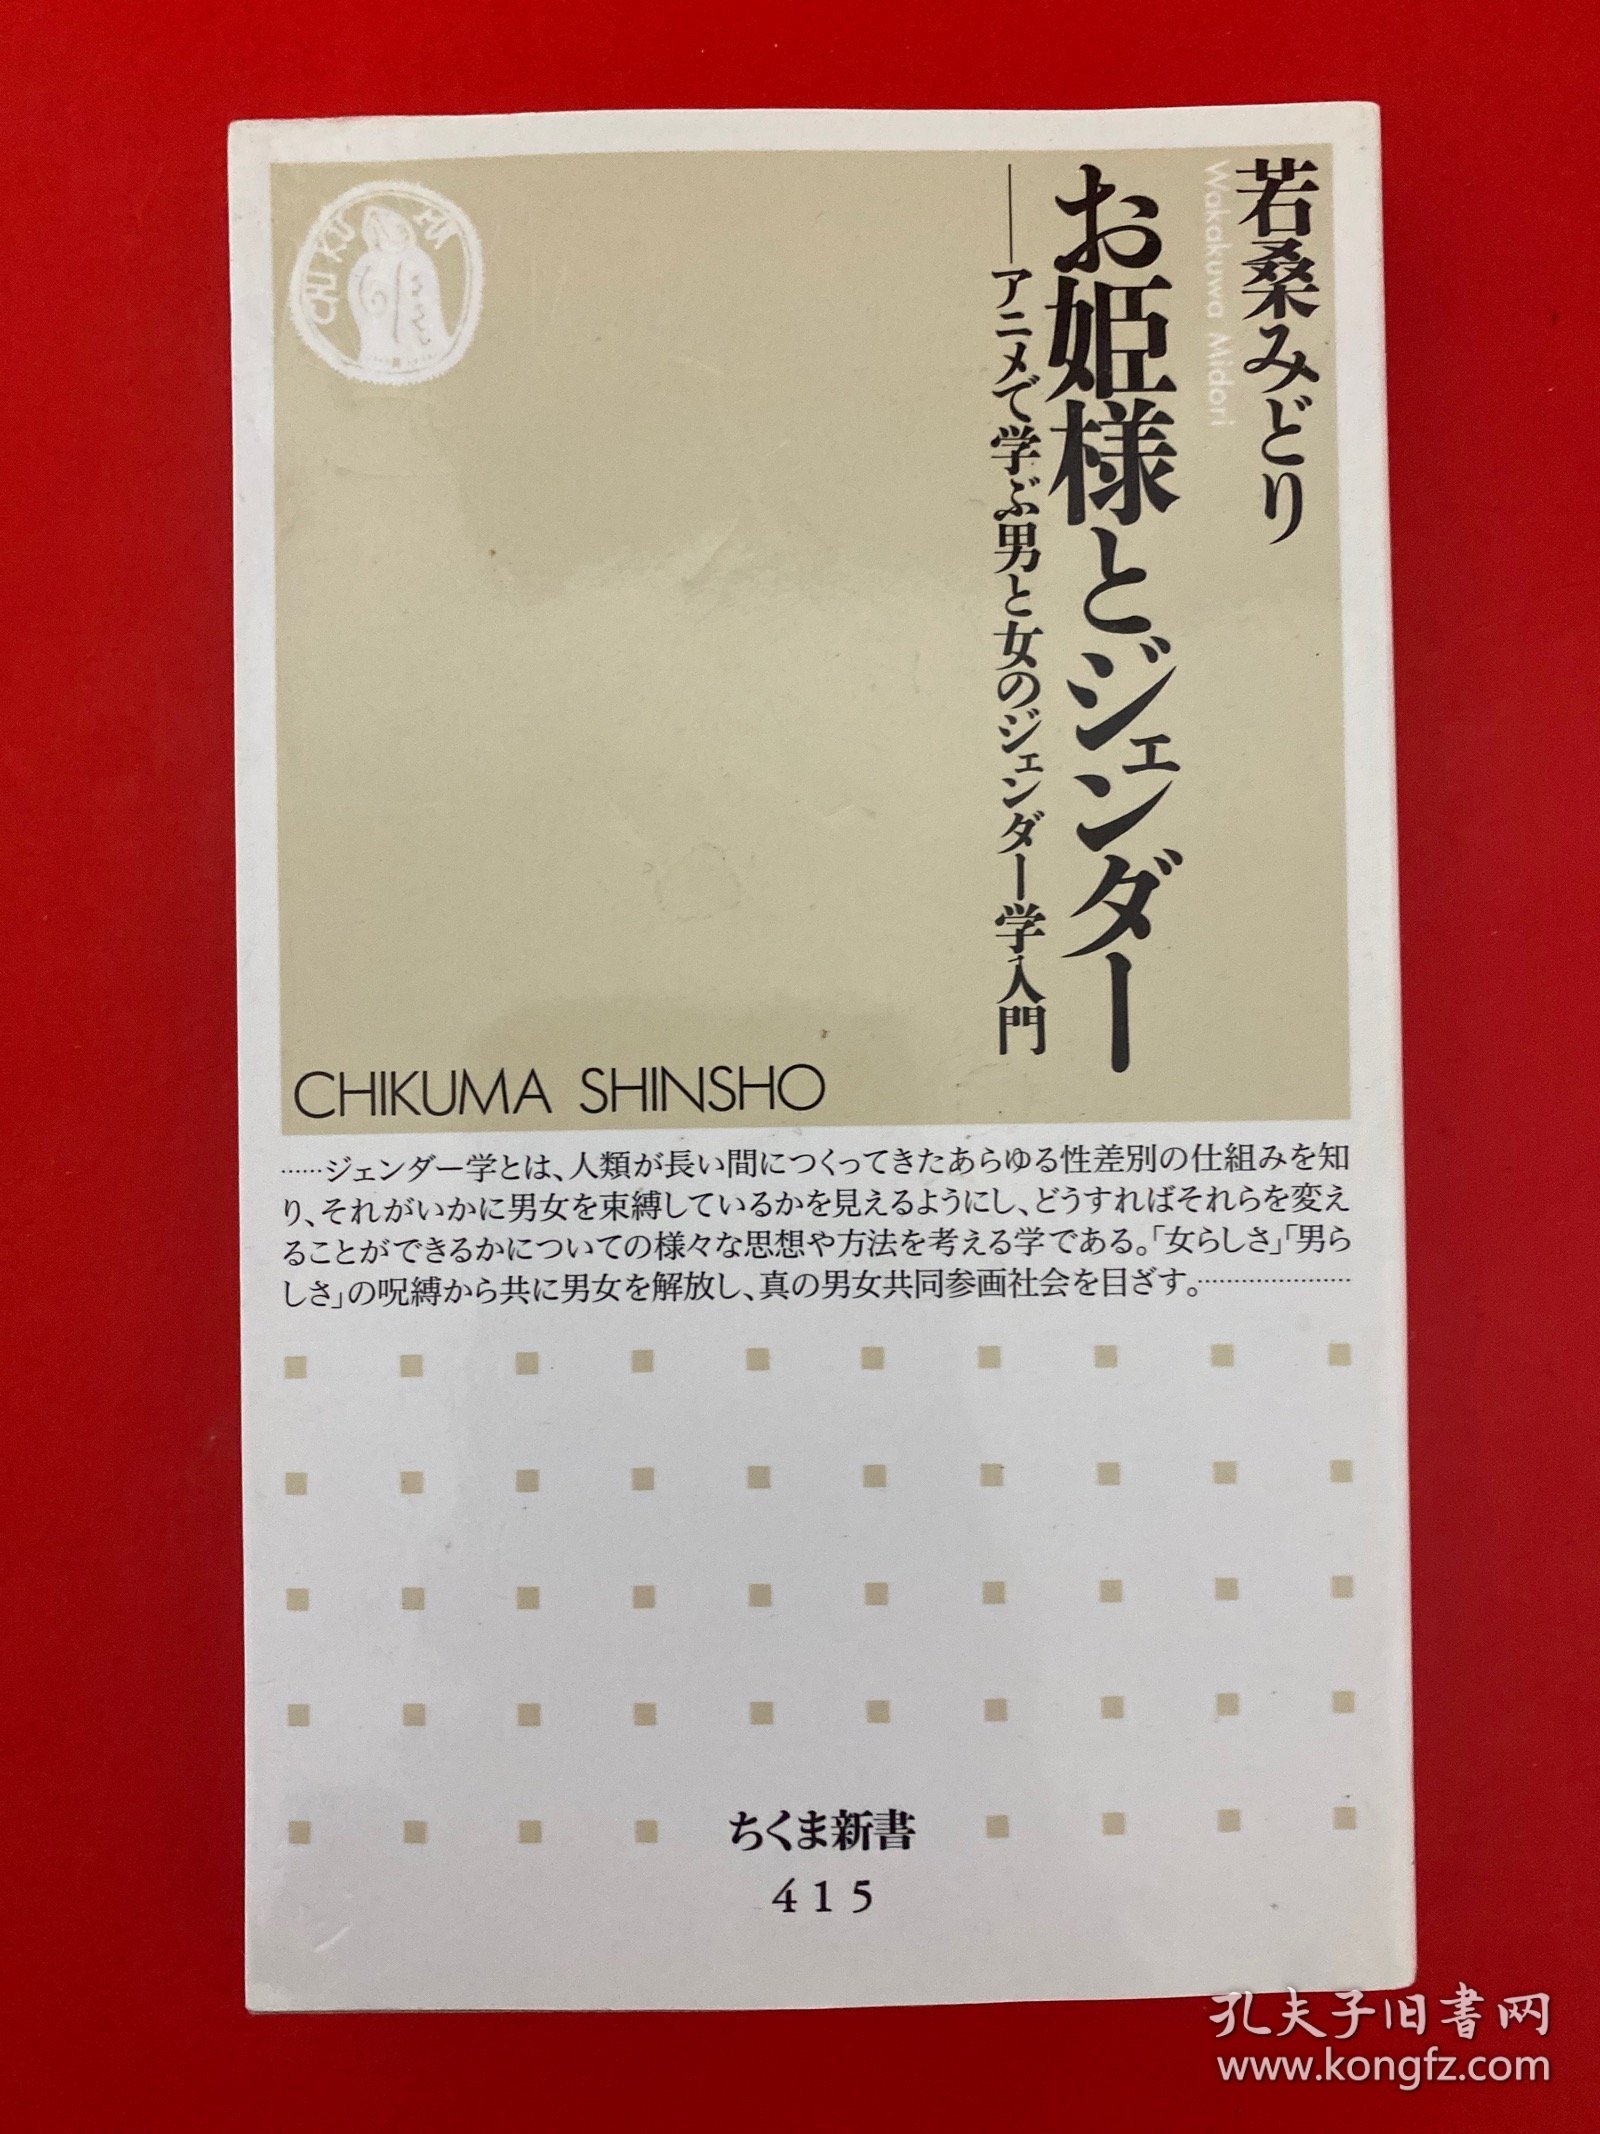 若桑みどり
Wakakuwa Midori
お姫様とジェンダー
──アニメで学ぶ男と女のジェンダー学入門
CHIKUMA
CHIKUMA SHINSHO
……ジェンダー学とは、人類が長い間につくってきたあらゆる性差別の仕組みを知
り、それがいかに男女を束縛しているかを見えるようにし、どうすればそれらを変え
ることができるかについての様々な思想や方法を考える学である。「女らしさ」「男ら
しさ」の呪縛から共に男女を解放し、真の男女共同参画社会を目ざす。……………………
ちくま新書
415
孔夫子旧书网
www.kongfz.com